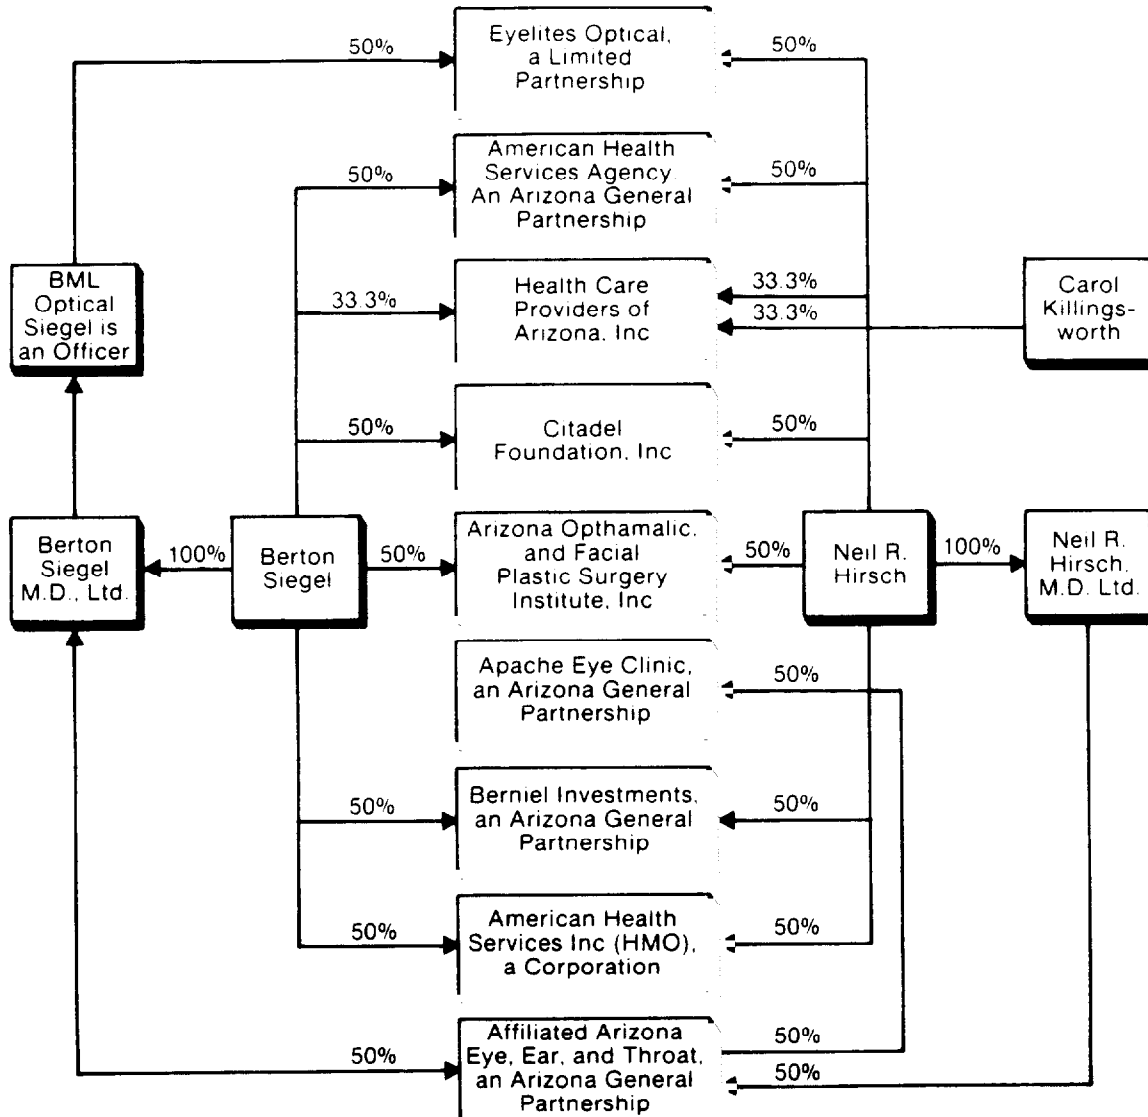 Eyelites Optical,
a Limited
Partnership
50%
50%
American Health
Services Agency.
An Arizona General
Partnership
50%
50%
BML
Optical
Siegel is
an Officer
Health Care
Providers of
Arizona, Inc
33.3%
33.3%
33.3%
Carol
Killings-
worth
Citadel
Foundation, Inc
50%
50%
Berton
Siegel
M.D., Ltd.
100%
Berton
Siegel
50%
Arizona Opthamalic,
and Facial
Plastic Surgery
Institute, Inc
50%
Neil R.
Hirsch
100%
Neil R.
Hirsch,
M.D. Ltd.
Apache Eye Clinic,
an Arizona General
Partnership
50%
50%
Berniel Investments,
an Arizona General
Partnership
50%
50%
American Health
Services Inc (HMO),
a Corporation
50%
50%
Affiliated Arizona
Eye, Ear, and Throat,
an Arizona General
Partnership
50%
50%